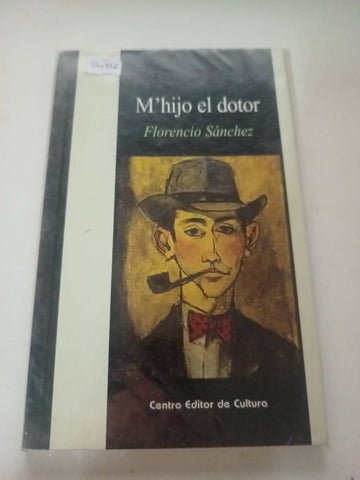 M'hijo el dotor
Florencio Sánchez
Centro Editor de Cultura